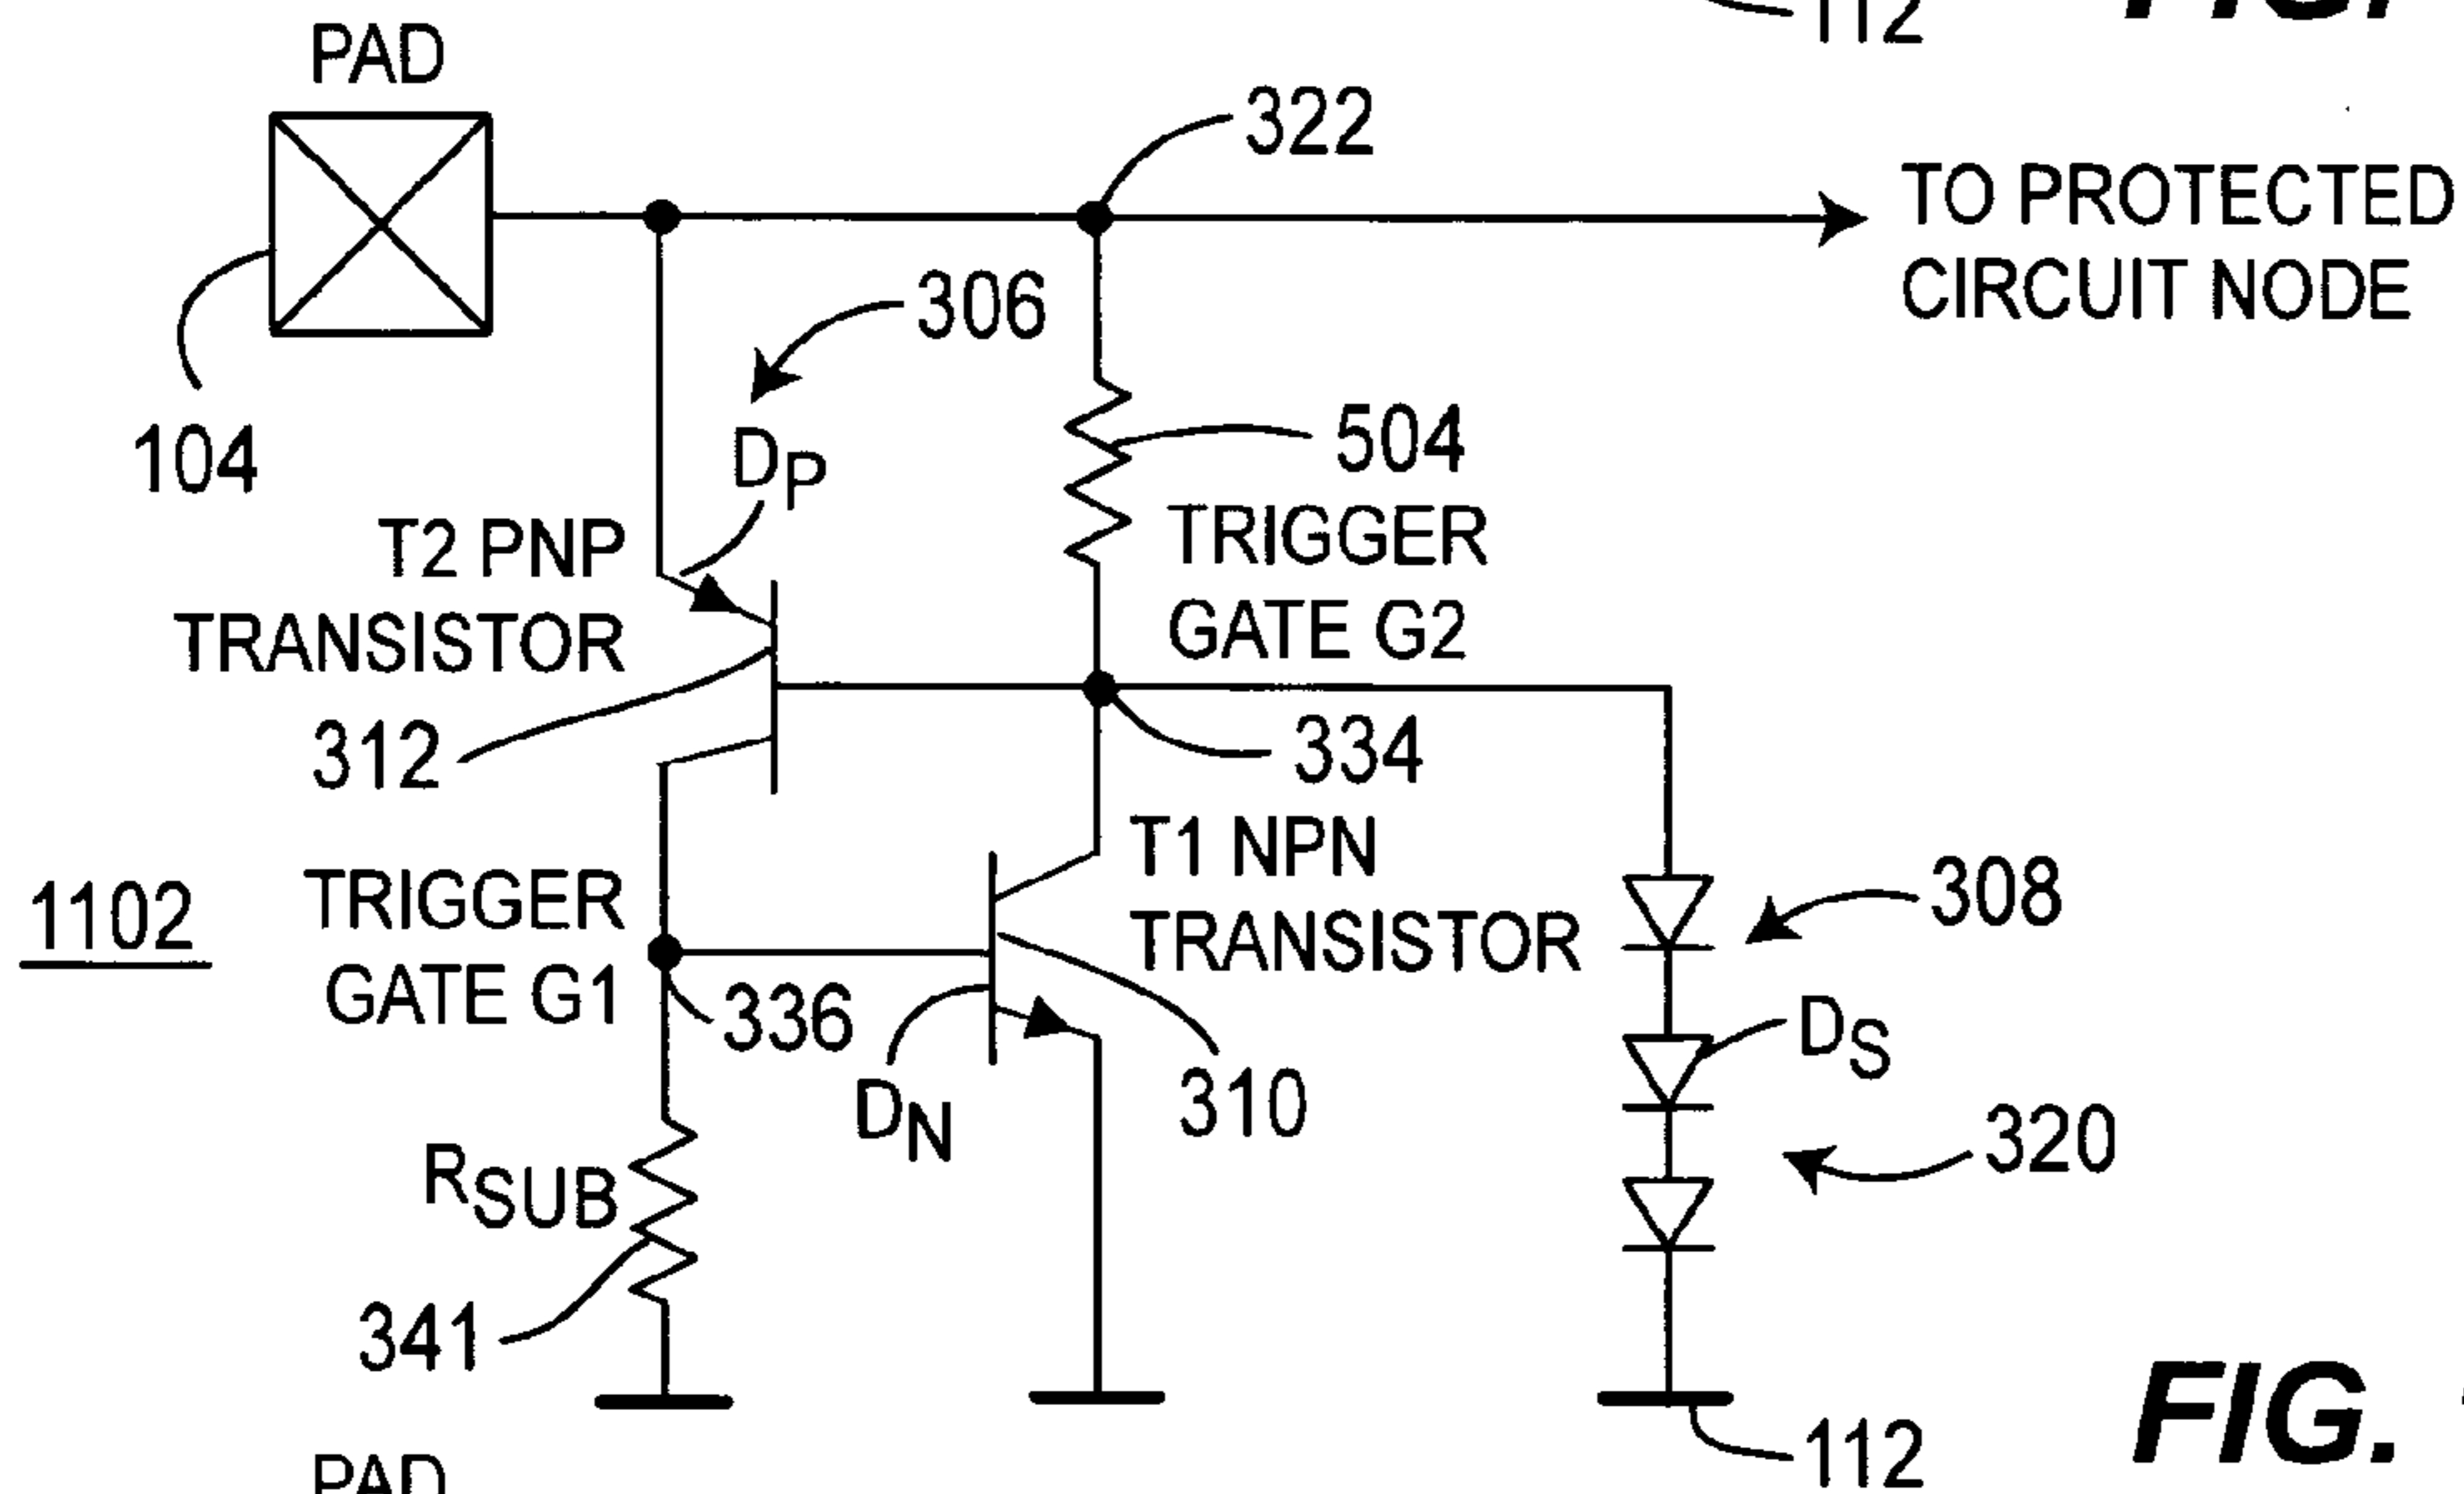 112
PAD
322
TO PROTECTED
CIRCUIT NODE
306
104
DP
504
T2 PNP
TRANSISTOR
TRIGGER
GATE G2
312
334
T1 NPN
TRANSISTOR
1102
TRIGGER
GATE G1
308
336
DS
DN
310
320
RSUB
341
112
FIG.
PAD